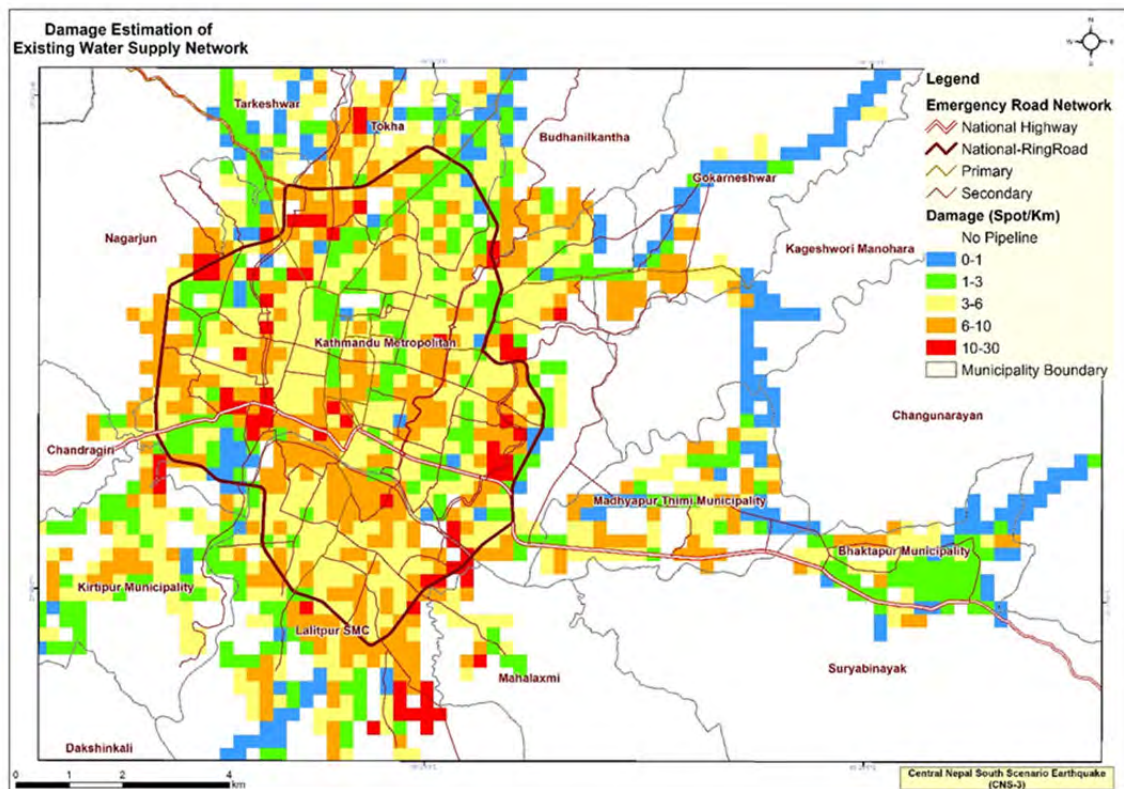 Damage Estimation of
Existing Water Supply Network
N
W
E
S
Legend
Emergency Road Network
National Highway
National-RingRoad
Primary
Secondary
Damage (Spot/Km)
No Pipeline
0-1
1-3
3-6
6-10
10-30
Municipality Boundary
Tarkeshwar
Tokha
Budhanilkantha
Gokarneshwar
Nagarjun
Kageshwori Manohara
Kathmandu Metropolitan
Changunarayan
Chandragiri
Madhyapur Thimi Municipality
Bhaktapur Municipality
Kirtipur Municipality
Lalitpur SMC
Mahalaxmi
Suryabinayak
Dakshinkali
0 1 2 4
km
Central Nepal South Scenario Earthquake
(CNS-3)